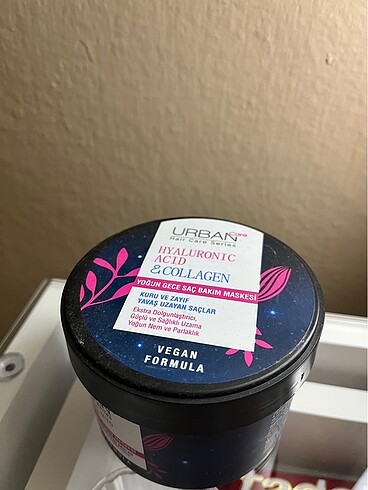 URBAN Care
Hair Care Series
HYALURONIC
ACID
& COLLAGEN
YOĞUN GECE SAÇ BAKIM MASKESİ
KURU VE ZAYIF
YAVAŞ UZAYAN SAÇLAR
Ekstra Dolgunlaştırıcı,
Güçlü ve Sağlıklı Uzama
Yoğun Nem ve Parlaklık
VEGAN
FORMULA